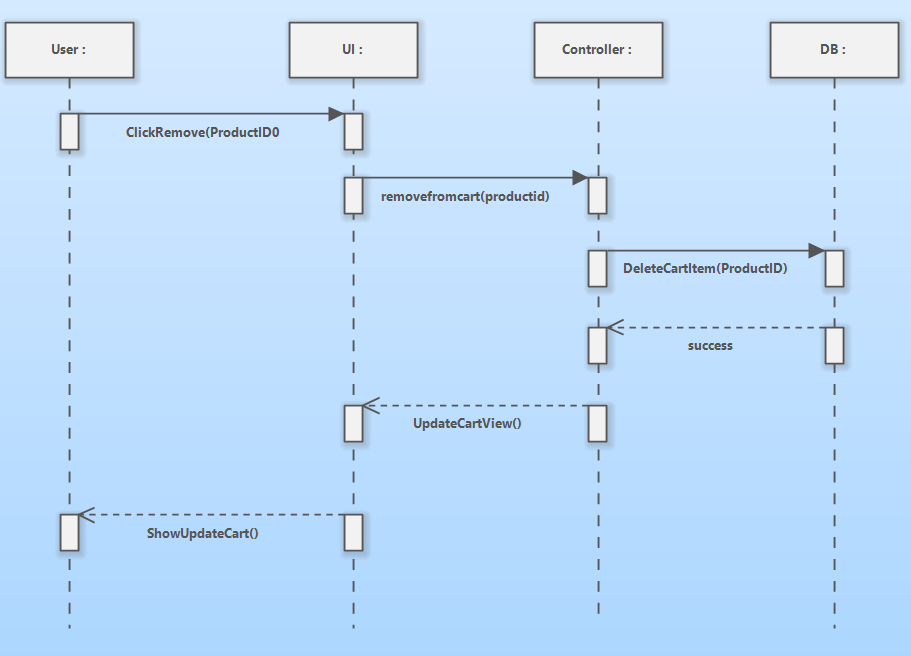 User :
UI :
Controller :
DB :
ClickRemove(ProductID0
removefromcart(productid)
DeleteCartItem(ProductID)
success
UpdateCartView()
ShowUpdateCart()